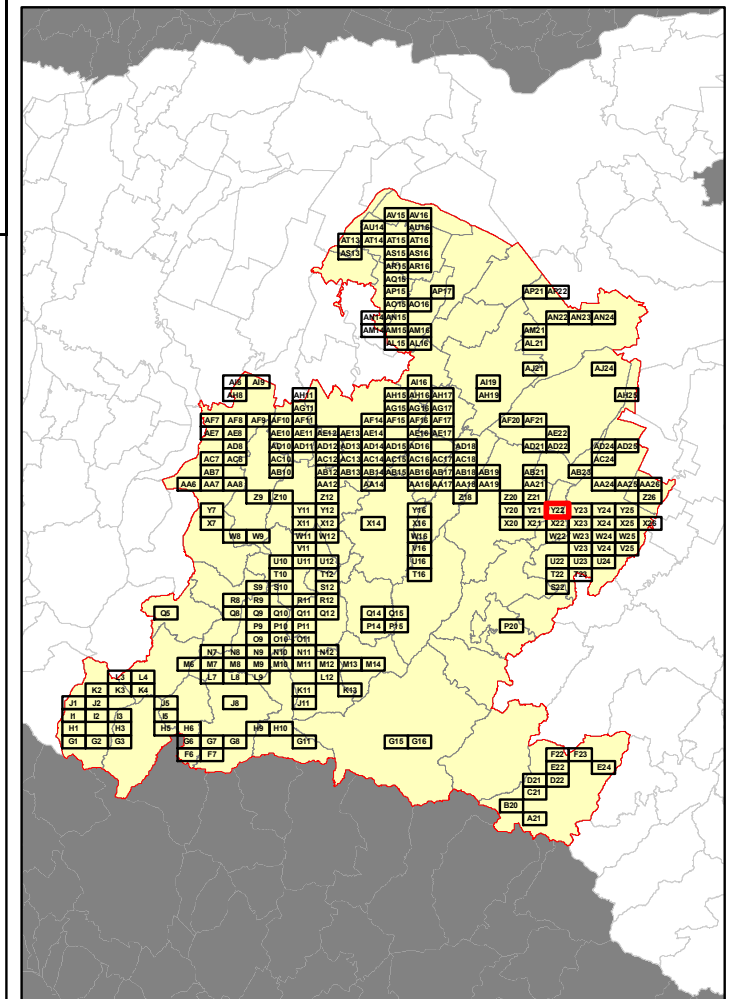 AV15 AV16
AU14 AU16
AT13 AT14 AT15 AT16
AS13 AS15 AS16
AR15 AR16
AQ15
AP15 AP17 AP21 AP22
AO15 AO16
AN14 AN15 AN22 AN23 AN24
AM14 AM15 AM16 AM21
AL15 AL16 AL21
AJ21 AJ24
AI8 AI9 AI16 AI19
AH8 AH11 AH15 AH16 AH17 AH19 AH25
AG11 AG15 AG16 AG17
AF7 AF8 AF9 AF10 AF11 AF14 AF15 AF16 AF17 AF20 AF21
AE7 AE8 AE10 AE11 AE12 AE13 AE14 AE16 AE17 AE22
AD8 AD10 AD11 AD12 AD13 AD14 AD15 AD16 AD18 AD21 AD22 AD24 AD25
AC7 AC8 AC10 AC12 AC13 AC14 AC15 AC16 AC17 AC18 AC24
AB7 AB10 AB12 AB13 AB14 AB15 AB16 AB17 AB18 AB19 AB21 AB23
AA6 AA7 AA8 AA12 AA14 AA16 AA17 AA18 AA19 AA21 AA24 AA25 AA26
Z9 Z10 Z12 Z18 Z20 Z21 Z26
Y7 Y11 Y12 Y16 Y20 Y21 Y22 Y23 Y24 Y25
X7 X11 X12 X14 X16 X20 X21 X22 X23 X24 X25 X26
W8 W9 W11 W12 W16 W22 W23 W24 W25
V11 V16 V23 V24 V25
U10 U11 U12 U16 U22 U23 U24
T10 T12 T16 T22 T23
S9 S10 S12 S22
R8 R9 R11 R12
Q5 Q8 Q9 Q10 Q11 Q12 Q14 Q15
P9 P10 P11 P14 P15 P20
O9 O10 O11
N7 N8 N9 N10 N11 N12
M6 M7 M8 M9 M10 M11 M12 M13 M14
L3 L4 L7 L8 L9 L12
K2 K3 K4 K11 K13
J1 J2 J5 J8 J11
I1 I2 I3 I5
H1 H3 H5 H6 H9 H10
G1 G2 G3 G6 G7 G8 G11 G15 G16
F6 F7 F22 F23
E22 E24
D21 D22
C21
B20
A21